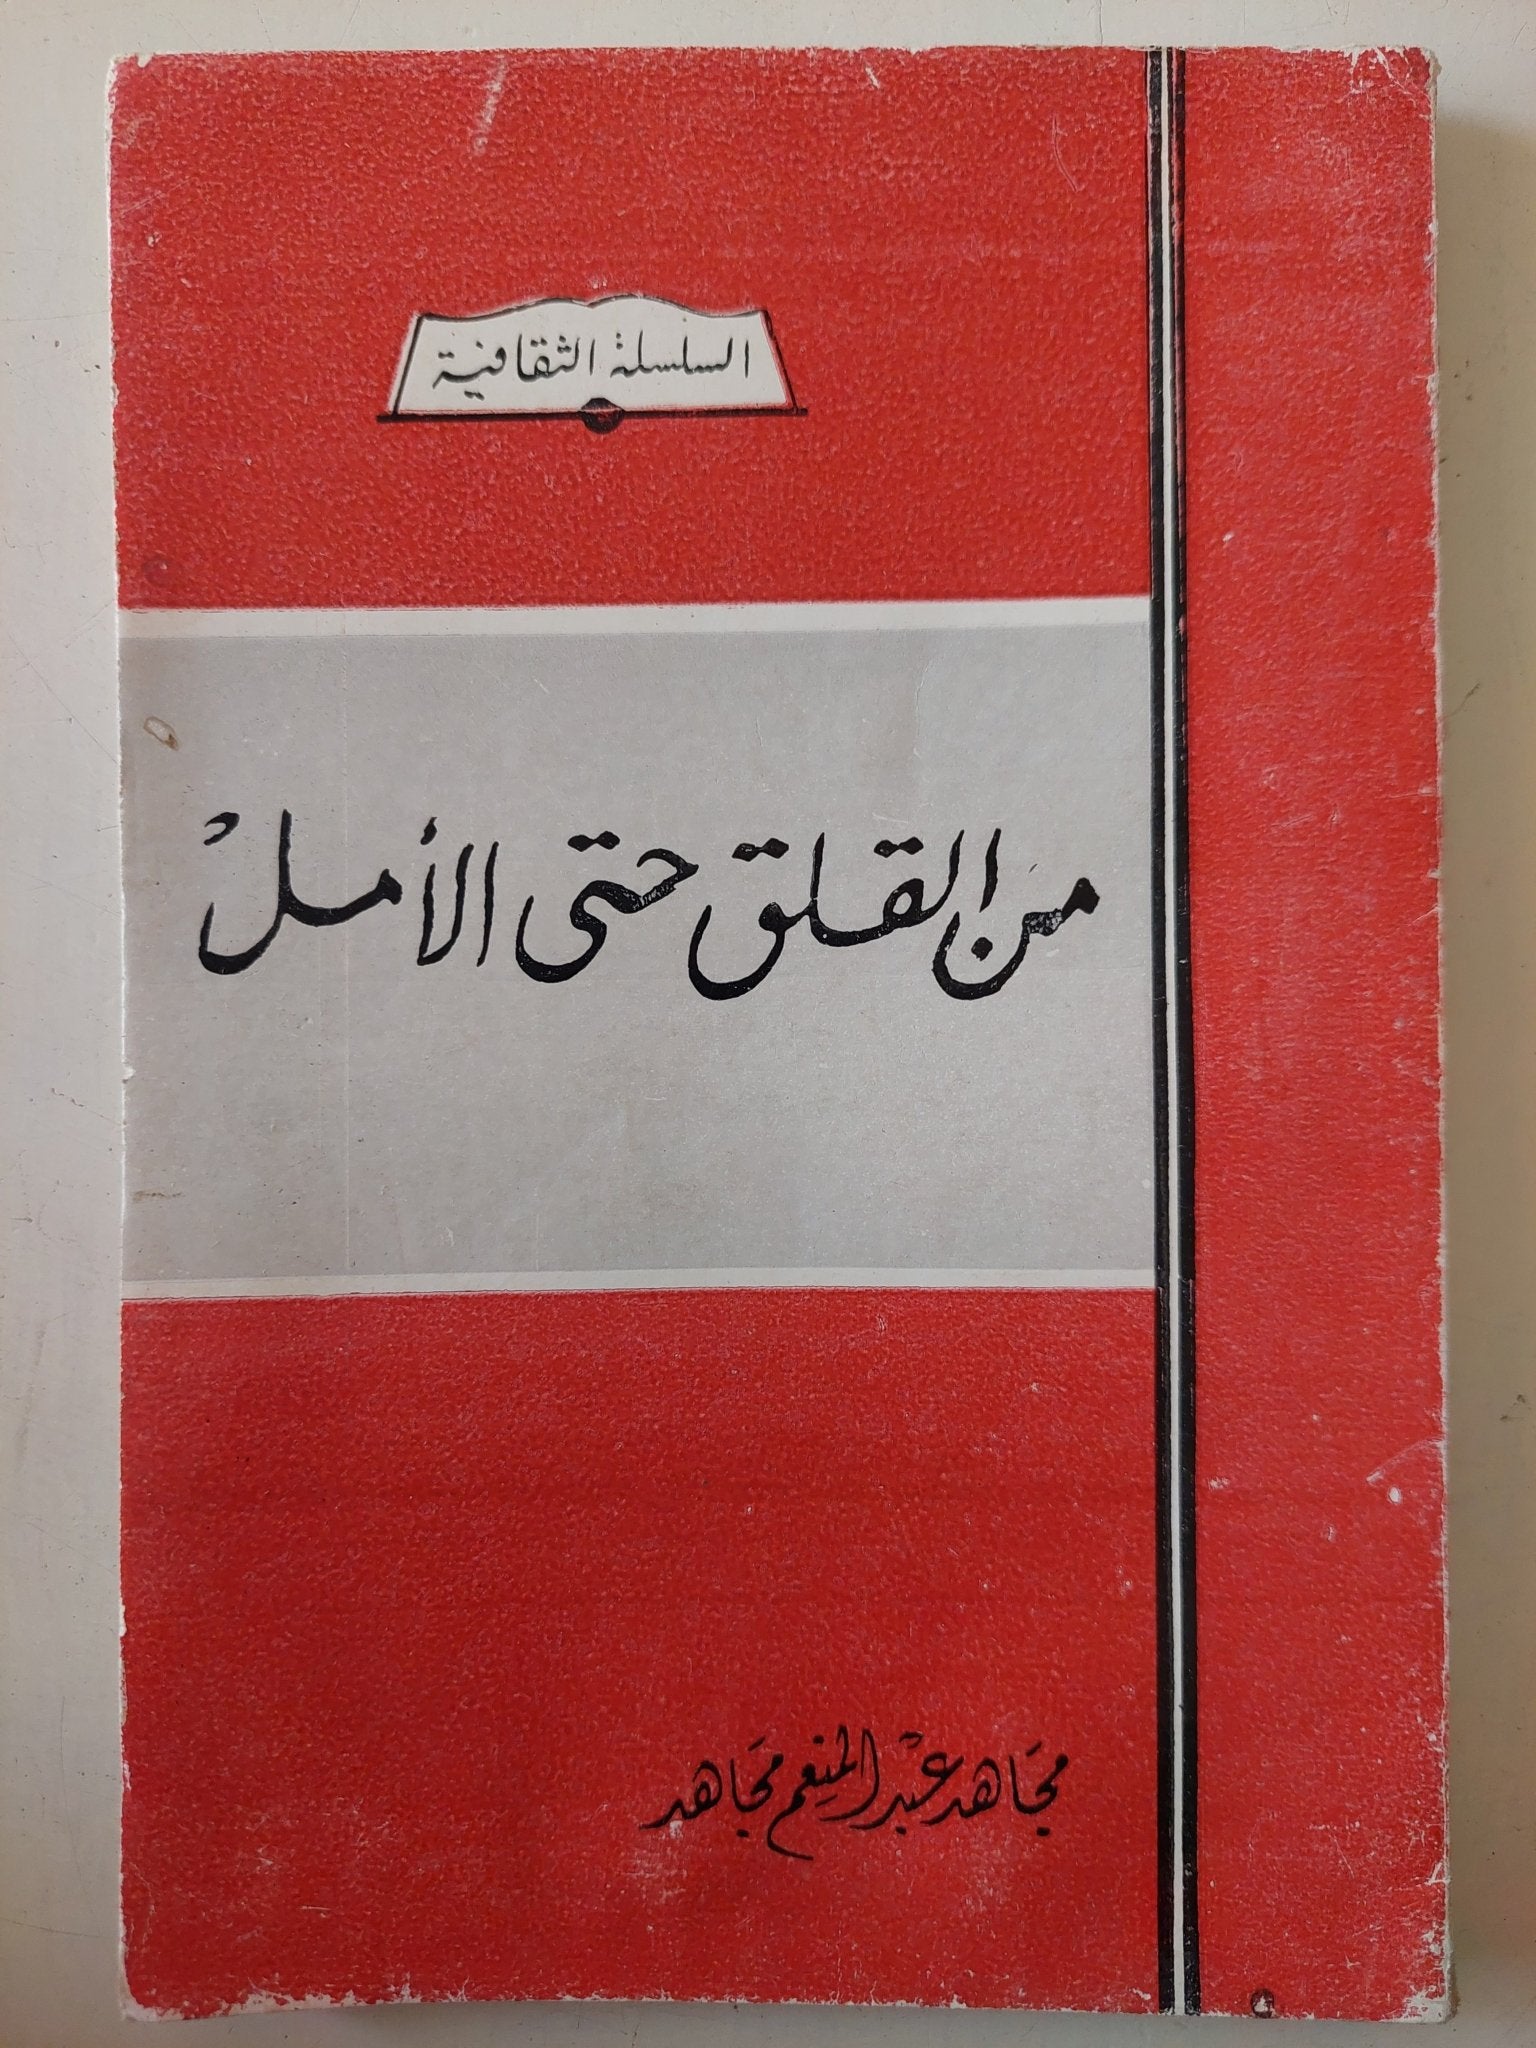 السلسلة الثقافية
من القلق حتى الأمل
مجاهد عبد المنعم مجاهد